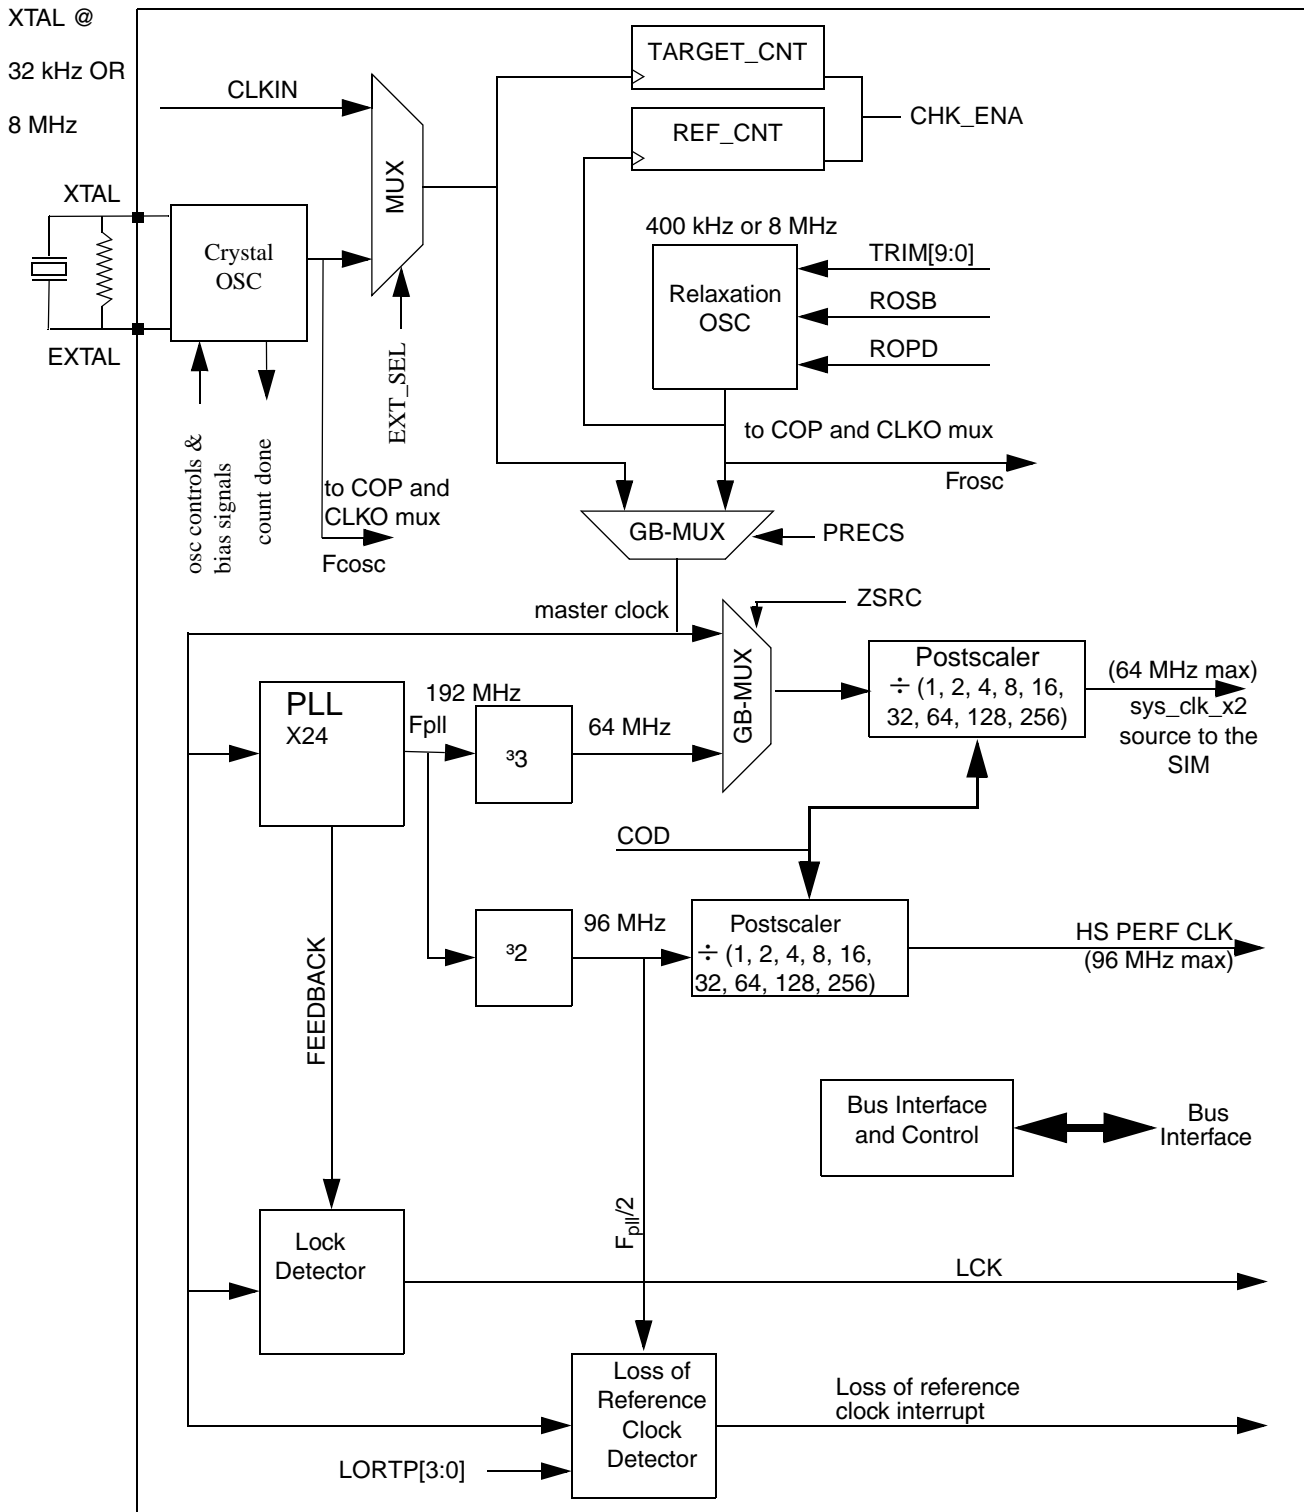 XTAL @
32 kHz OR
8 MHz
TARGET_CNT
CLKIN
CHK_ENA
REF_CNT
MUX
XTAL
400 kHz or 8 MHz
Crystal
OSC
TRIM[9:0]
Relaxation
OSC
ROSB
ROPD
EXTAL
EXT_SEL
osc controls &
bias signals
count done
to COP and CLKO mux
Frosc
to COP and
CLKO mux
Fcosc
GB-MUX
PRECS
master clock
ZSRC
GB-MUX
Postscaler
÷ (1, 2, 4, 8, 16,
32, 64, 128, 256)
(64 MHz max)
sys_clk_x2
source to the
SIM
PLL
X24
192 MHz
Fpll
³3
64 MHz
COD
FEEDBACK
³2
96 MHz
Postscaler
÷ (1, 2, 4, 8, 16,
32, 64, 128, 256)
HS PERF CLK
(96 MHz max)
Bus Interface
and Control
Bus
Interface
Fpll/2
Lock
Detector
LCK
Loss of
Reference
Clock
Detector
Loss of reference
clock interrupt
LORTP[3:0]